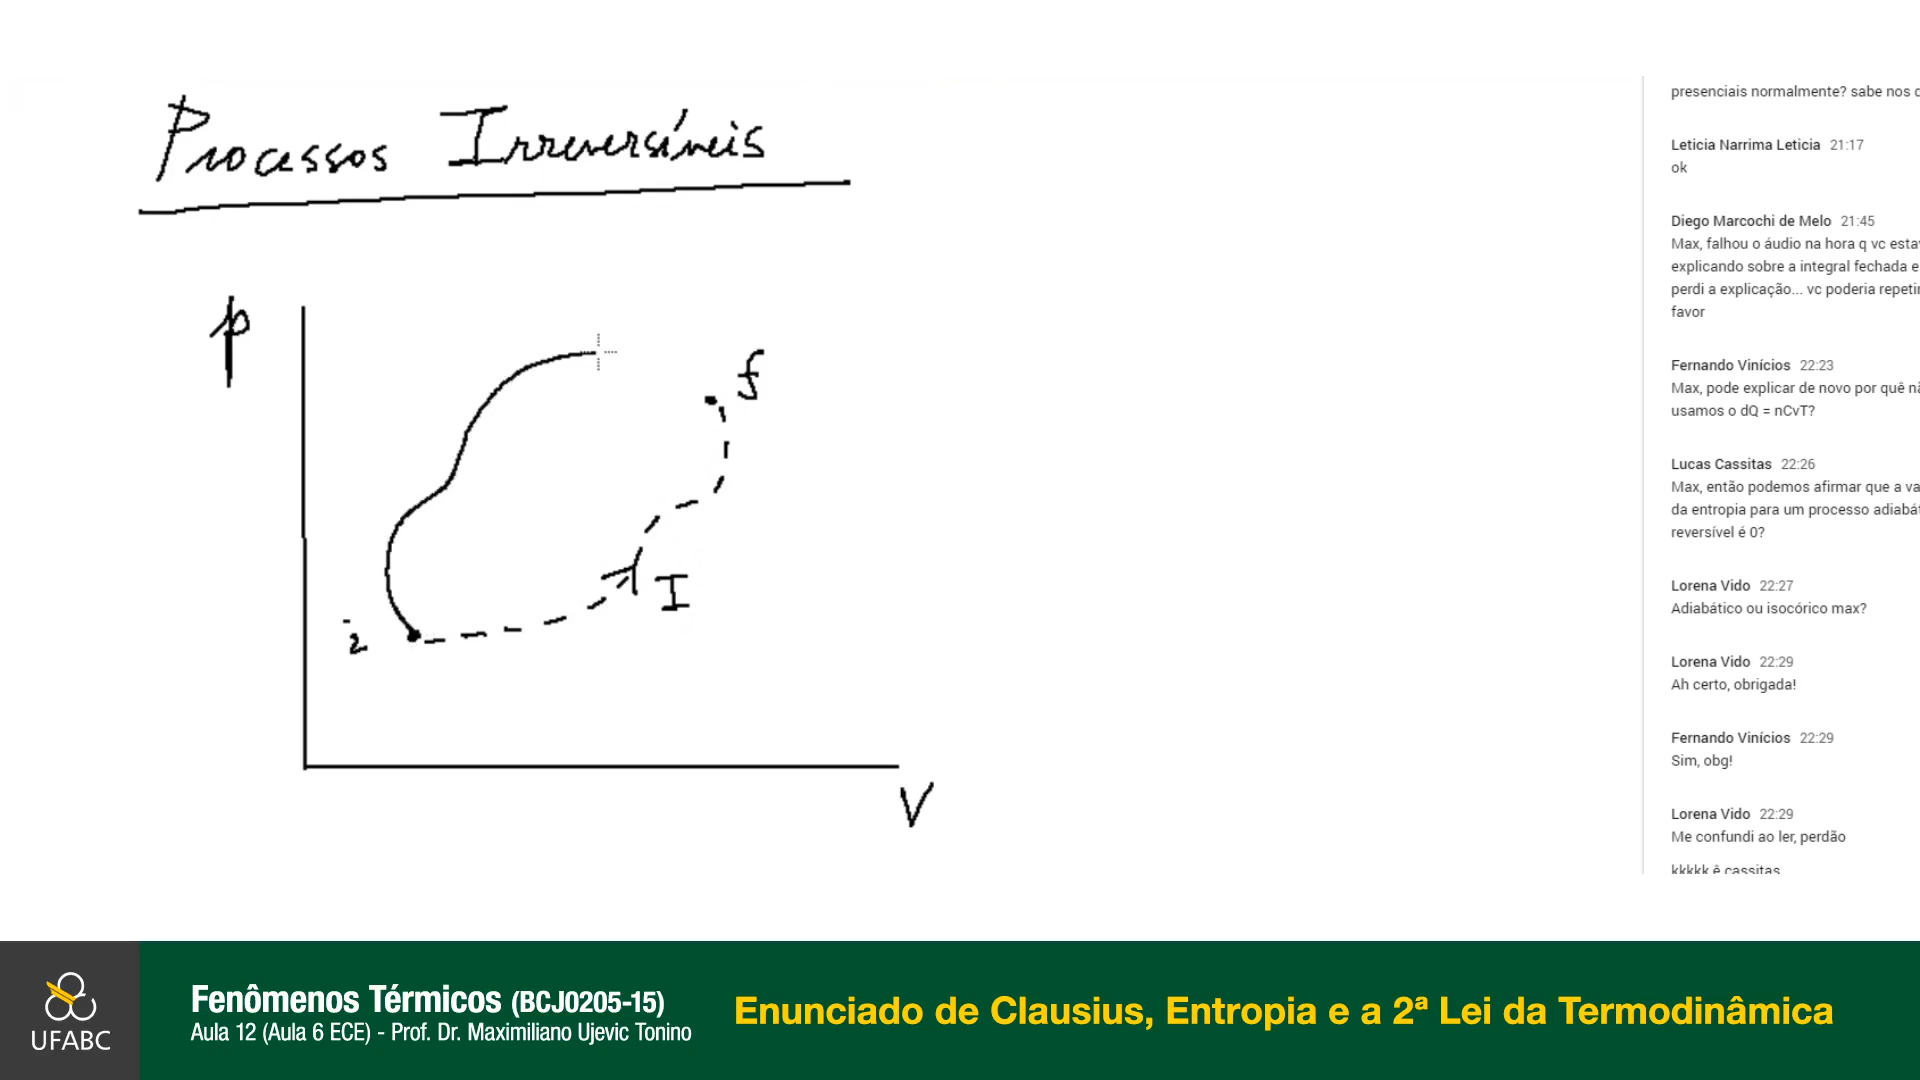 Processos Irreversíveis
p
f
I
i
V
presenciais normalmente? sabe nos
Leticia Narrima Leticia 21:17
ok
Diego Marcochi de Melo 21:45
Max, falhou o áudio na hora q vc
explicando sobre a integral fechada e
perdi a explicação... vc poderia
favor
Fernando Vinícios 22:23
Max, pode explicar de novo por quê
usamos o dQ = nCvT?
Lucas Cassitas 22:26
Max, então podemos afirmar que a
da entropia para um processo
reversível é 0?
Lorena Vido 22:27
Adiabático ou isocórico max?
Lorena Vido 22:29
Ah certo, obrigada!
Fernando Vinícios 22:29
Sim, obg!
Lorena Vido 22:29
Me confundi ao ler, perdão
kkkkk ê cassitas
UFABC
Fenômenos Térmicos (BCJ0205-15)
Aula 12 (Aula 6 ECE) - Prof. Dr. Maximiliano Ujevic Tonino
Enunciado de Clausius, Entropia e a 2ª Lei da Termodinâmica